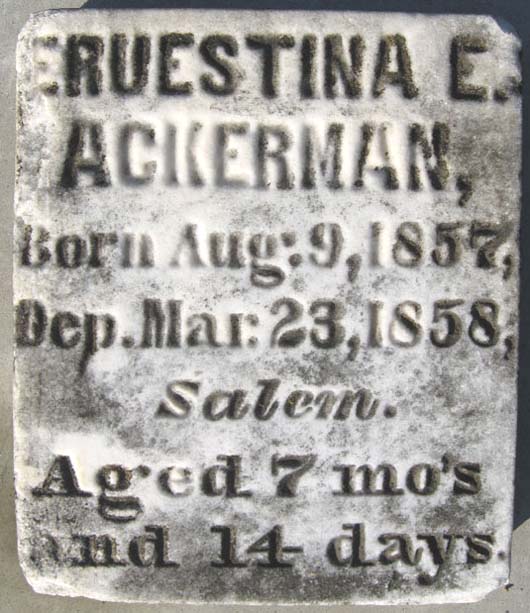 ERUESTINA E.
ACKERMAN,
Born Aug: 9, 1857,
Dep. Mar: 23, 1858,
Salem.
Aged 7 mo's
and 14 days.